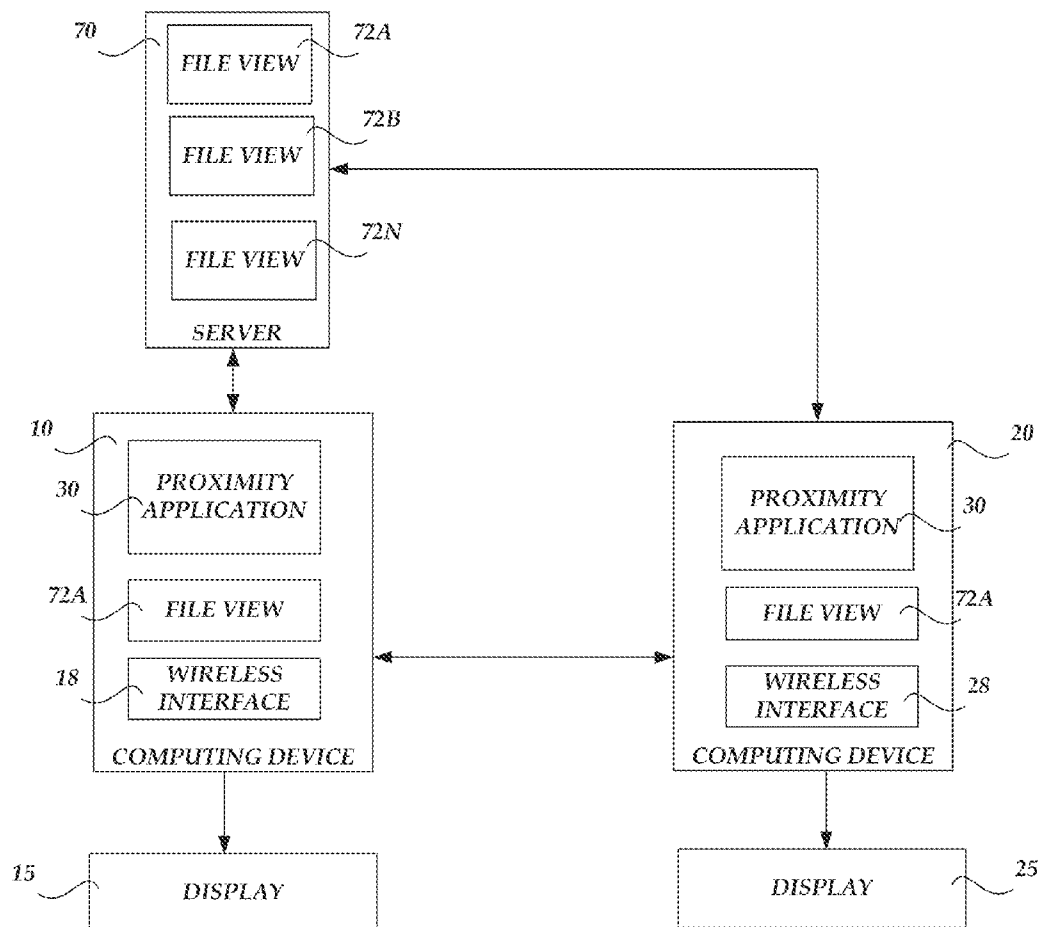 70
72A
FILE VIEW
72B
FILE VIEW
72N
FILE VIEW
SERVER
10
PROXIMITY
APPLICATION
30
72A
FILE VIEW
18
WIRELESS
INTERFACE
COMPUTING DEVICE
20
PROXIMITY
APPLICATION
30
FILE VIEW
72A
WIRELESS
INTERFACE
28
COMPUTING DEVICE
15
DISPLAY
DISPLAY
25